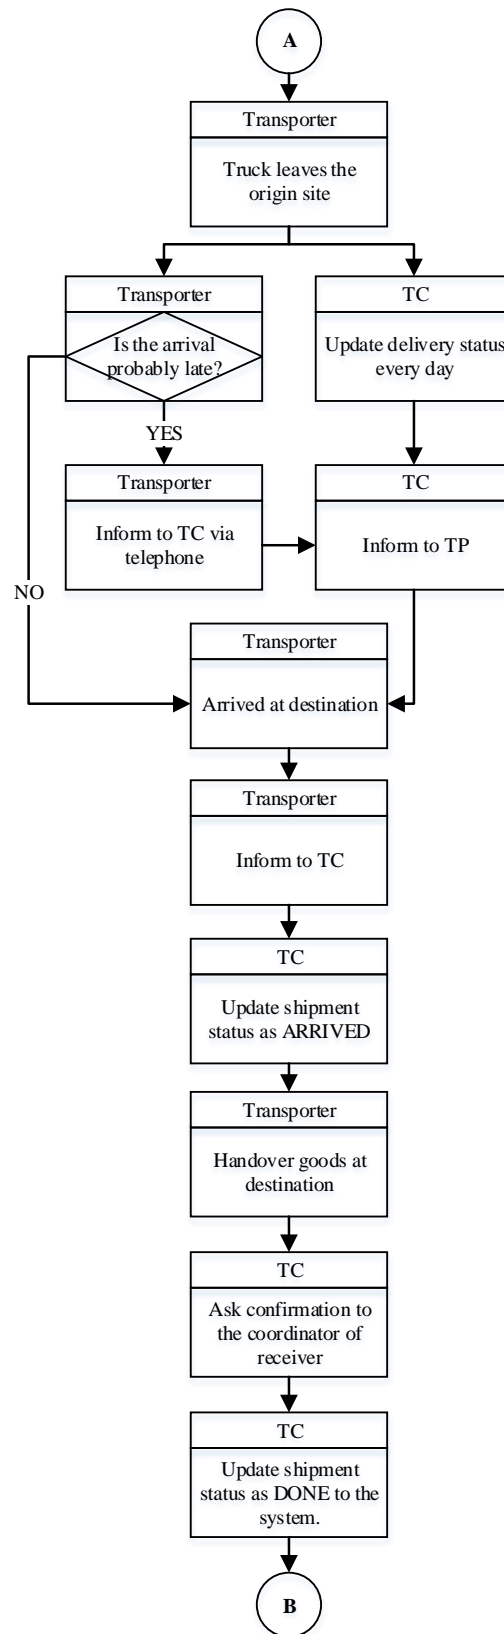 A
Transporter
Truck leaves the
origin site
Transporter
Is the arrival
probably late?
TC
Update delivery status
every day
YES
Transporter
Inform to TC via
telephone
TC
Inform to TP
NO
Transporter
Arrived at destination
Transporter
Inform to TC
TC
Update shipment
status as ARRIVED
Transporter
Handover goods at
destination
TC
Ask confirmation to
the coordinator of
receiver
TC
Update shipment
status as DONE to the
system.
B